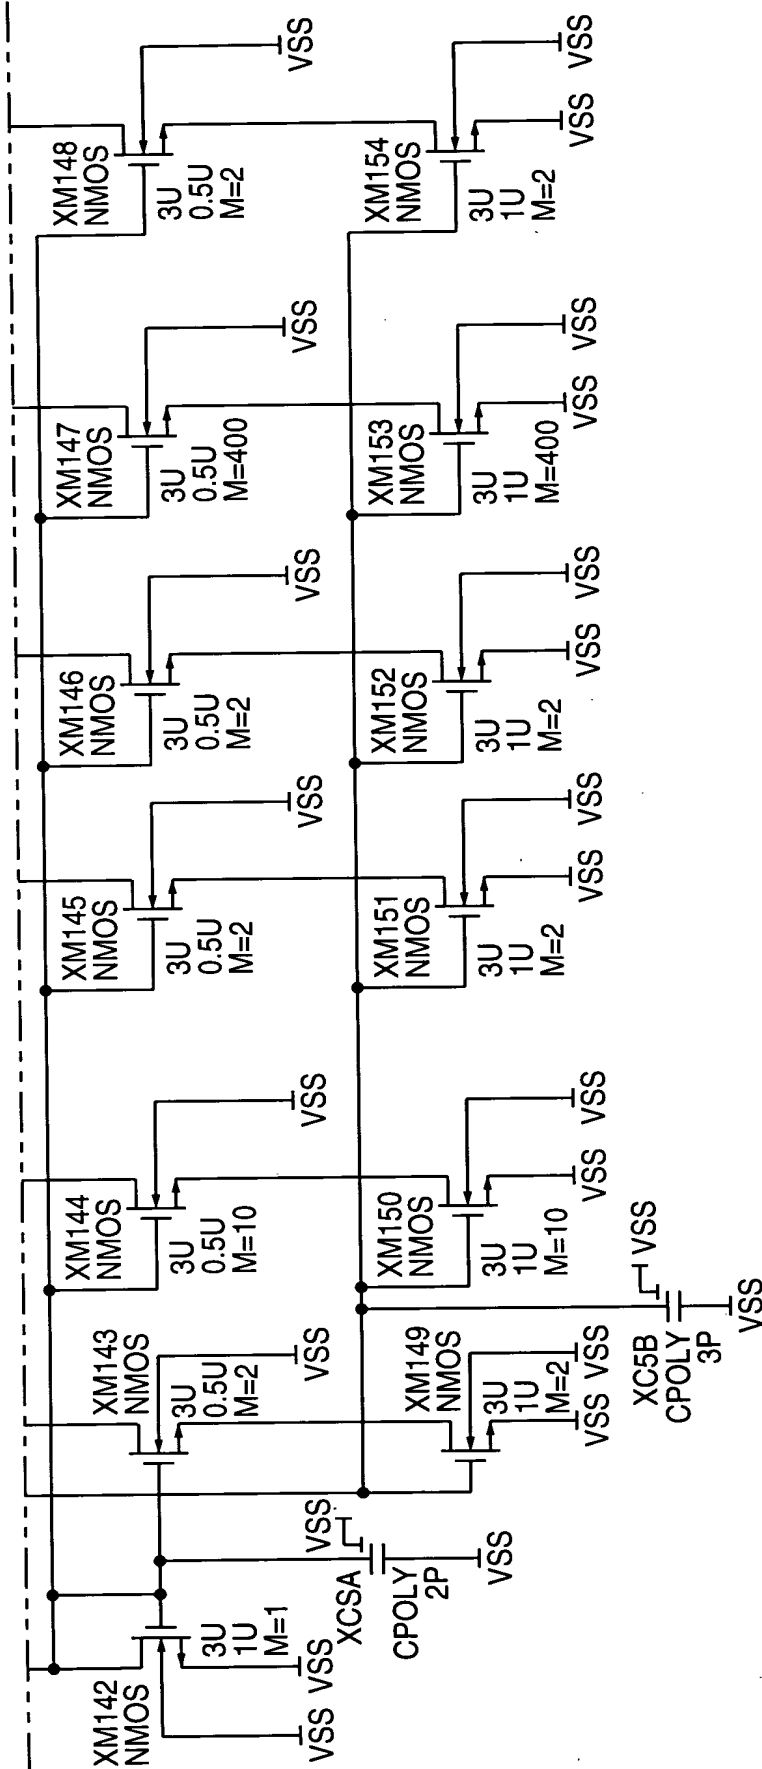 XM142
NMOS
3U
1U
M=1
VSS
VSS
XCSA
CPOLY
2P
VSS
VSS
XM143
NMOS
3U
0.5U
M=2
VSS
XM144
NMOS
3U
0.5U
M=10
VSS
XM145
NMOS
3U
0.5U
M=2
VSS
XM146
NMOS
3U
0.5U
M=2
VSS
XM147
NMOS
3U
0.5U
M=400
VSS
XM148
NMOS
3U
0.5U
M=2
VSS
XM149
NMOS
3U
1U
M=2
VSS
VSS
XC5B
CPOLY
3P
VSS
VSS
XM150
NMOS
3U
1U
M=10
VSS
VSS
XM151
NMOS
3U
1U
M=2
VSS
VSS
XM152
NMOS
3U
1U
M=2
VSS
VSS
XM153
NMOS
3U
1U
M=400
VSS
VSS
XM154
NMOS
3U
1U
M=2
VSS
VSS